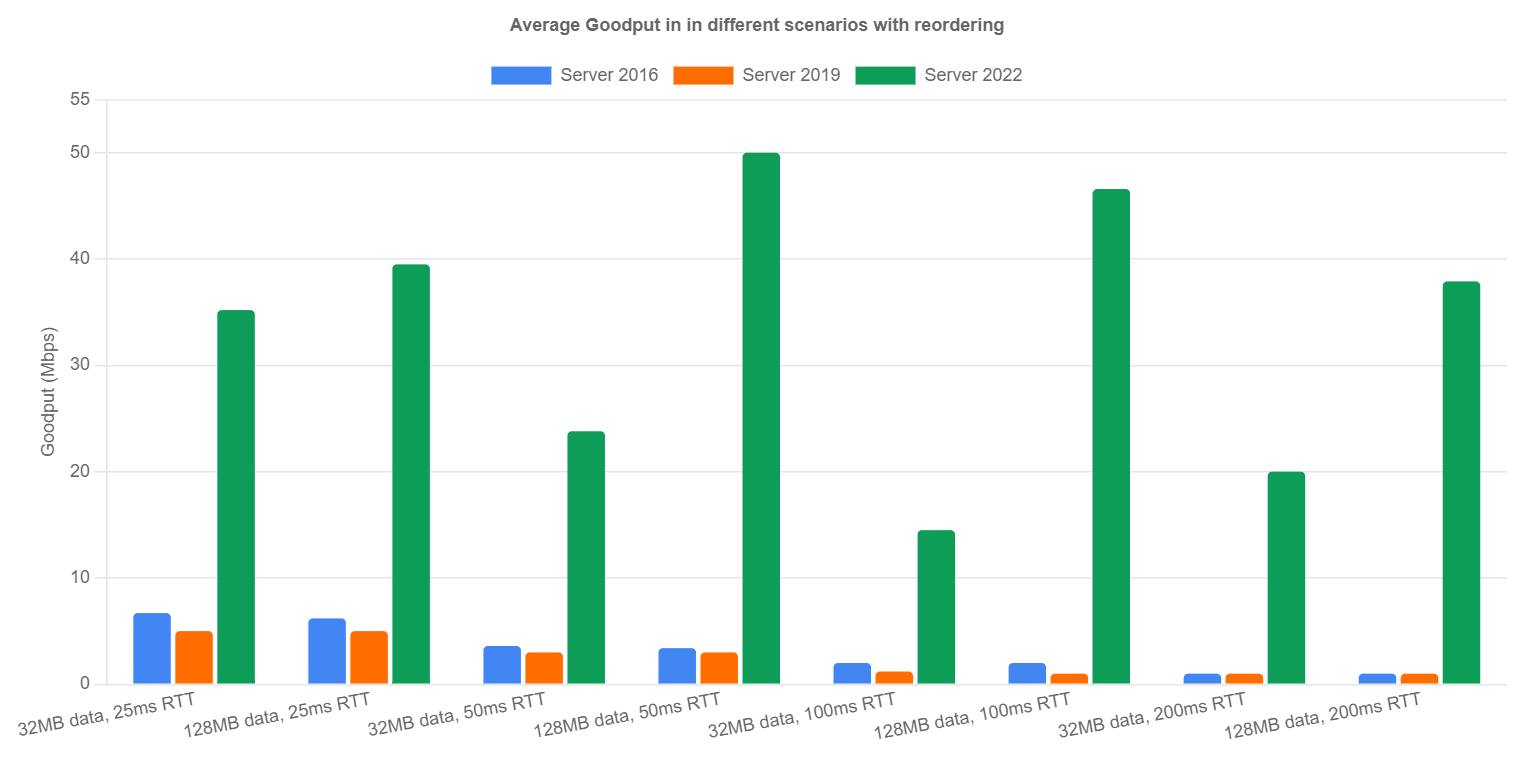 Average Goodput in in different scenarios with reordering
Server 2016 Server 2019 Server 2022
55
50
40
30
20
10
0
Goodput (Mbps)
32MB data, 25ms RTT
128MB data, 25ms RTT
32MB data, 50ms RTT
128MB data, 50ms RTT
32MB data, 100ms RTT
128MB data, 100ms RTT
32MB data, 200ms RTT
128MB data, 200ms RTT